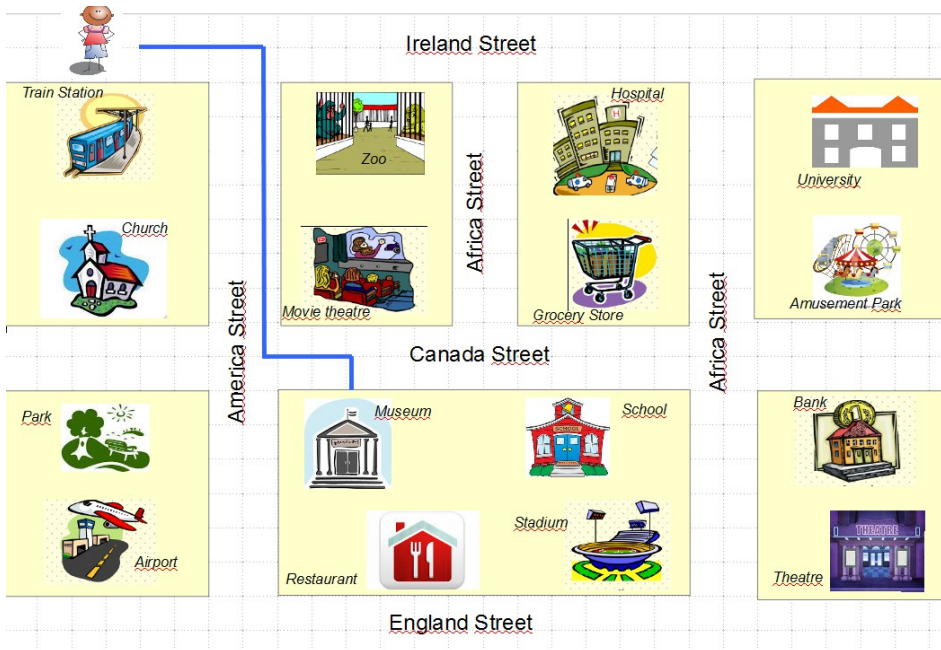 Ireland Street
Train Station
Zoo
Hospital
University
Church
Movie theatre
Africa Street
Grocery Store
Amusement Park
America Street
Canada Street
Africa Street
Park
Museum
SCHOOL
School
Bank
Airport
Restaurant
Stadium
THEATRE
Theatre
England Street